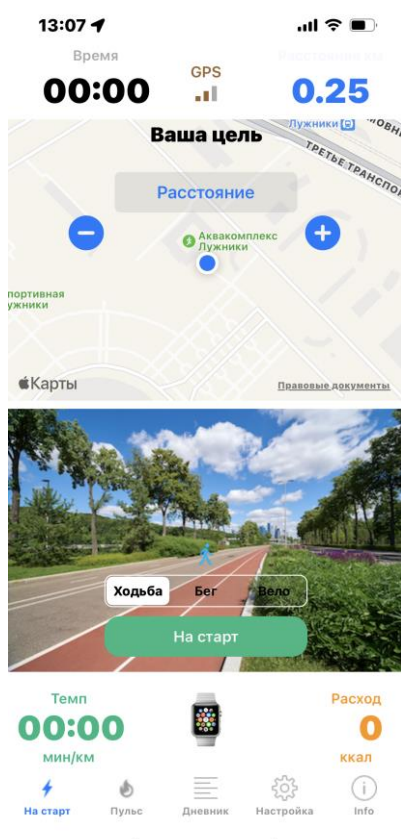 13:07
Время
GPS
00:00
0.25
Ваша цель
Лужники
ТРЕТЬЕ ТРАНСПО
Расстояние
Аквакомплекс
Лужники
портивная
ужники
Карты
Правовые документы
Ходьба
Бег
Вело
На старт
Темп
Расход
00:00
0
мин/км
ккал
На старт
Пульс
Дневник
Настройка
Info